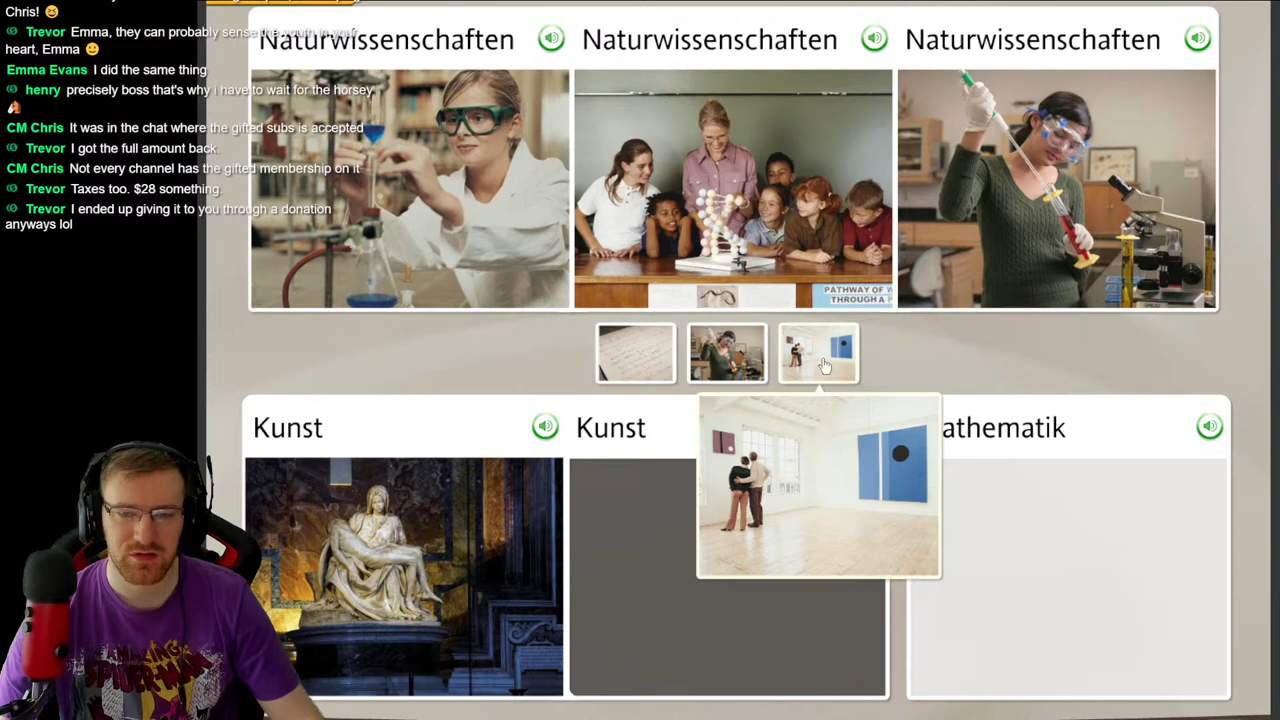 Chris! 😆
Trevor Emma, they can probably sense the youth in your
heart, Emma 🙂
Emma Evans I did the same thing
henry precisely boss that's why i have to wait for the horsey
🐴
CM Chris It was in the chat where the gifted subs is accepted
Trevor I got the full amount back.
CM Chris Not every channel has the gifted membership on it
Trevor Taxes too. $28 something.
Trevor I ended up giving it to you through a donation
anyways lol
Naturwissenschaften
Naturwissenschaften
Naturwissenschaften
PATHWAY OF
THROUGH A
Kunst
Kunst
athematik